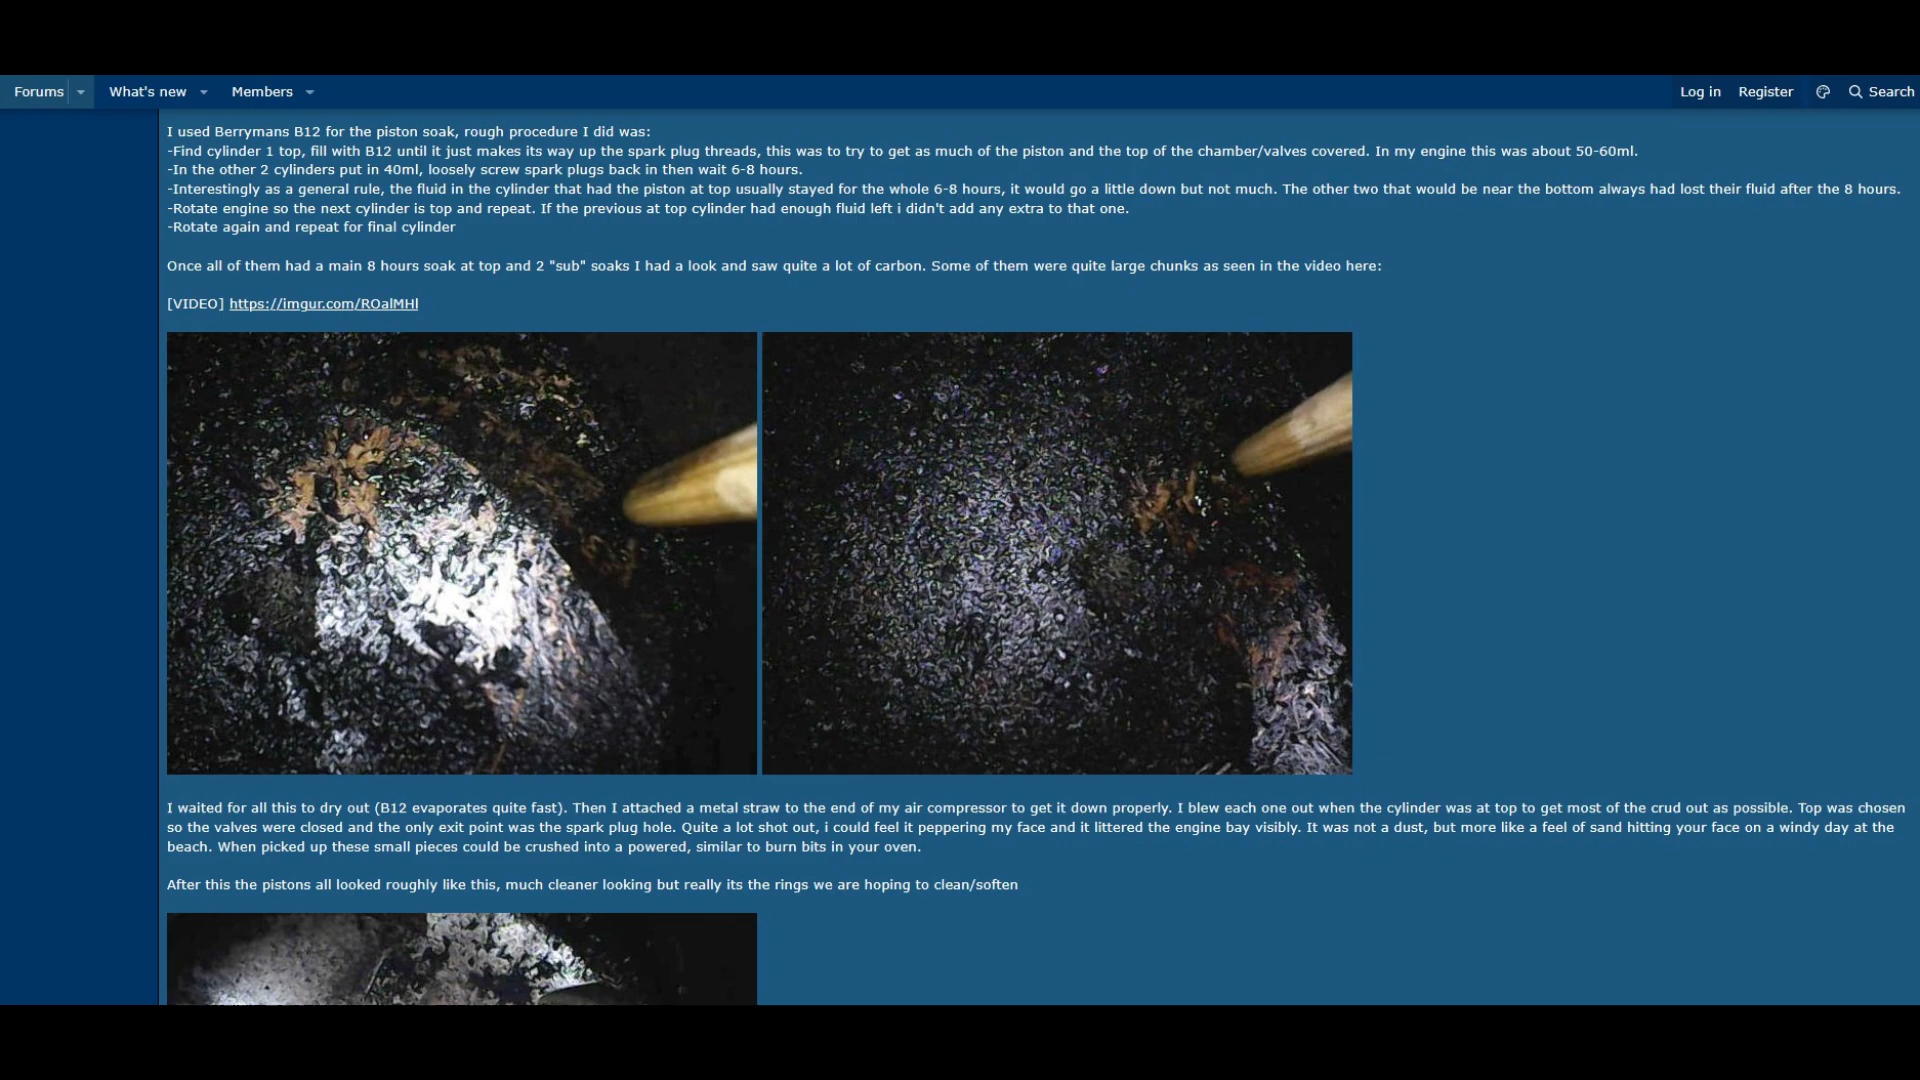 Forums What's new Members Log in Register Search
I used Berrymans B12 for the piston soak, rough procedure I did was:
-Find cylinder 1 top, fill with B12 until it just makes its way up the spark plug threads, this was to try to get as much of the piston and the top of the chamber/valves covered. In my engine this was about 50-60ml.
-In the other 2 cylinders put in 40ml, loosely screw spark plugs back in then wait 6-8 hours.
-Interestingly as a general rule, the fluid in the cylinder that had the piston at top usually stayed for the whole 6-8 hours, it would go a little down but not much. The other two that would be near the bottom always had lost their fluid after the 8 hours.
-Rotate engine so the next cylinder is top and repeat. If the previous at top cylinder had enough fluid left i didn't add any extra to that one.
-Rotate again and repeat for final cylinder
Once all of them had a main 8 hours soak at top and 2 "sub" soaks I had a look and saw quite a lot of carbon. Some of them were quite large chunks as seen in the video here:
[VIDEO] https://imgur.com/ROalMHl
I waited for all this to dry out (B12 evaporates quite fast). Then I attached a metal straw to the end of my air compressor to get it down properly. I blew each one out when the cylinder was at top to get most of the crud out as possible. Top was chosen
so the valves were closed and the only exit point was the spark plug hole. Quite a lot shot out, i could feel it peppering my face and it littered the engine bay visibly. It was not a dust, but more like a feel of sand hitting your face on a windy day at the
beach. When picked up these small pieces could be crushed into a powered, similar to burn bits in your oven.
After this the pistons all looked roughly like this, much cleaner looking but really its the rings we are hoping to clean/soften